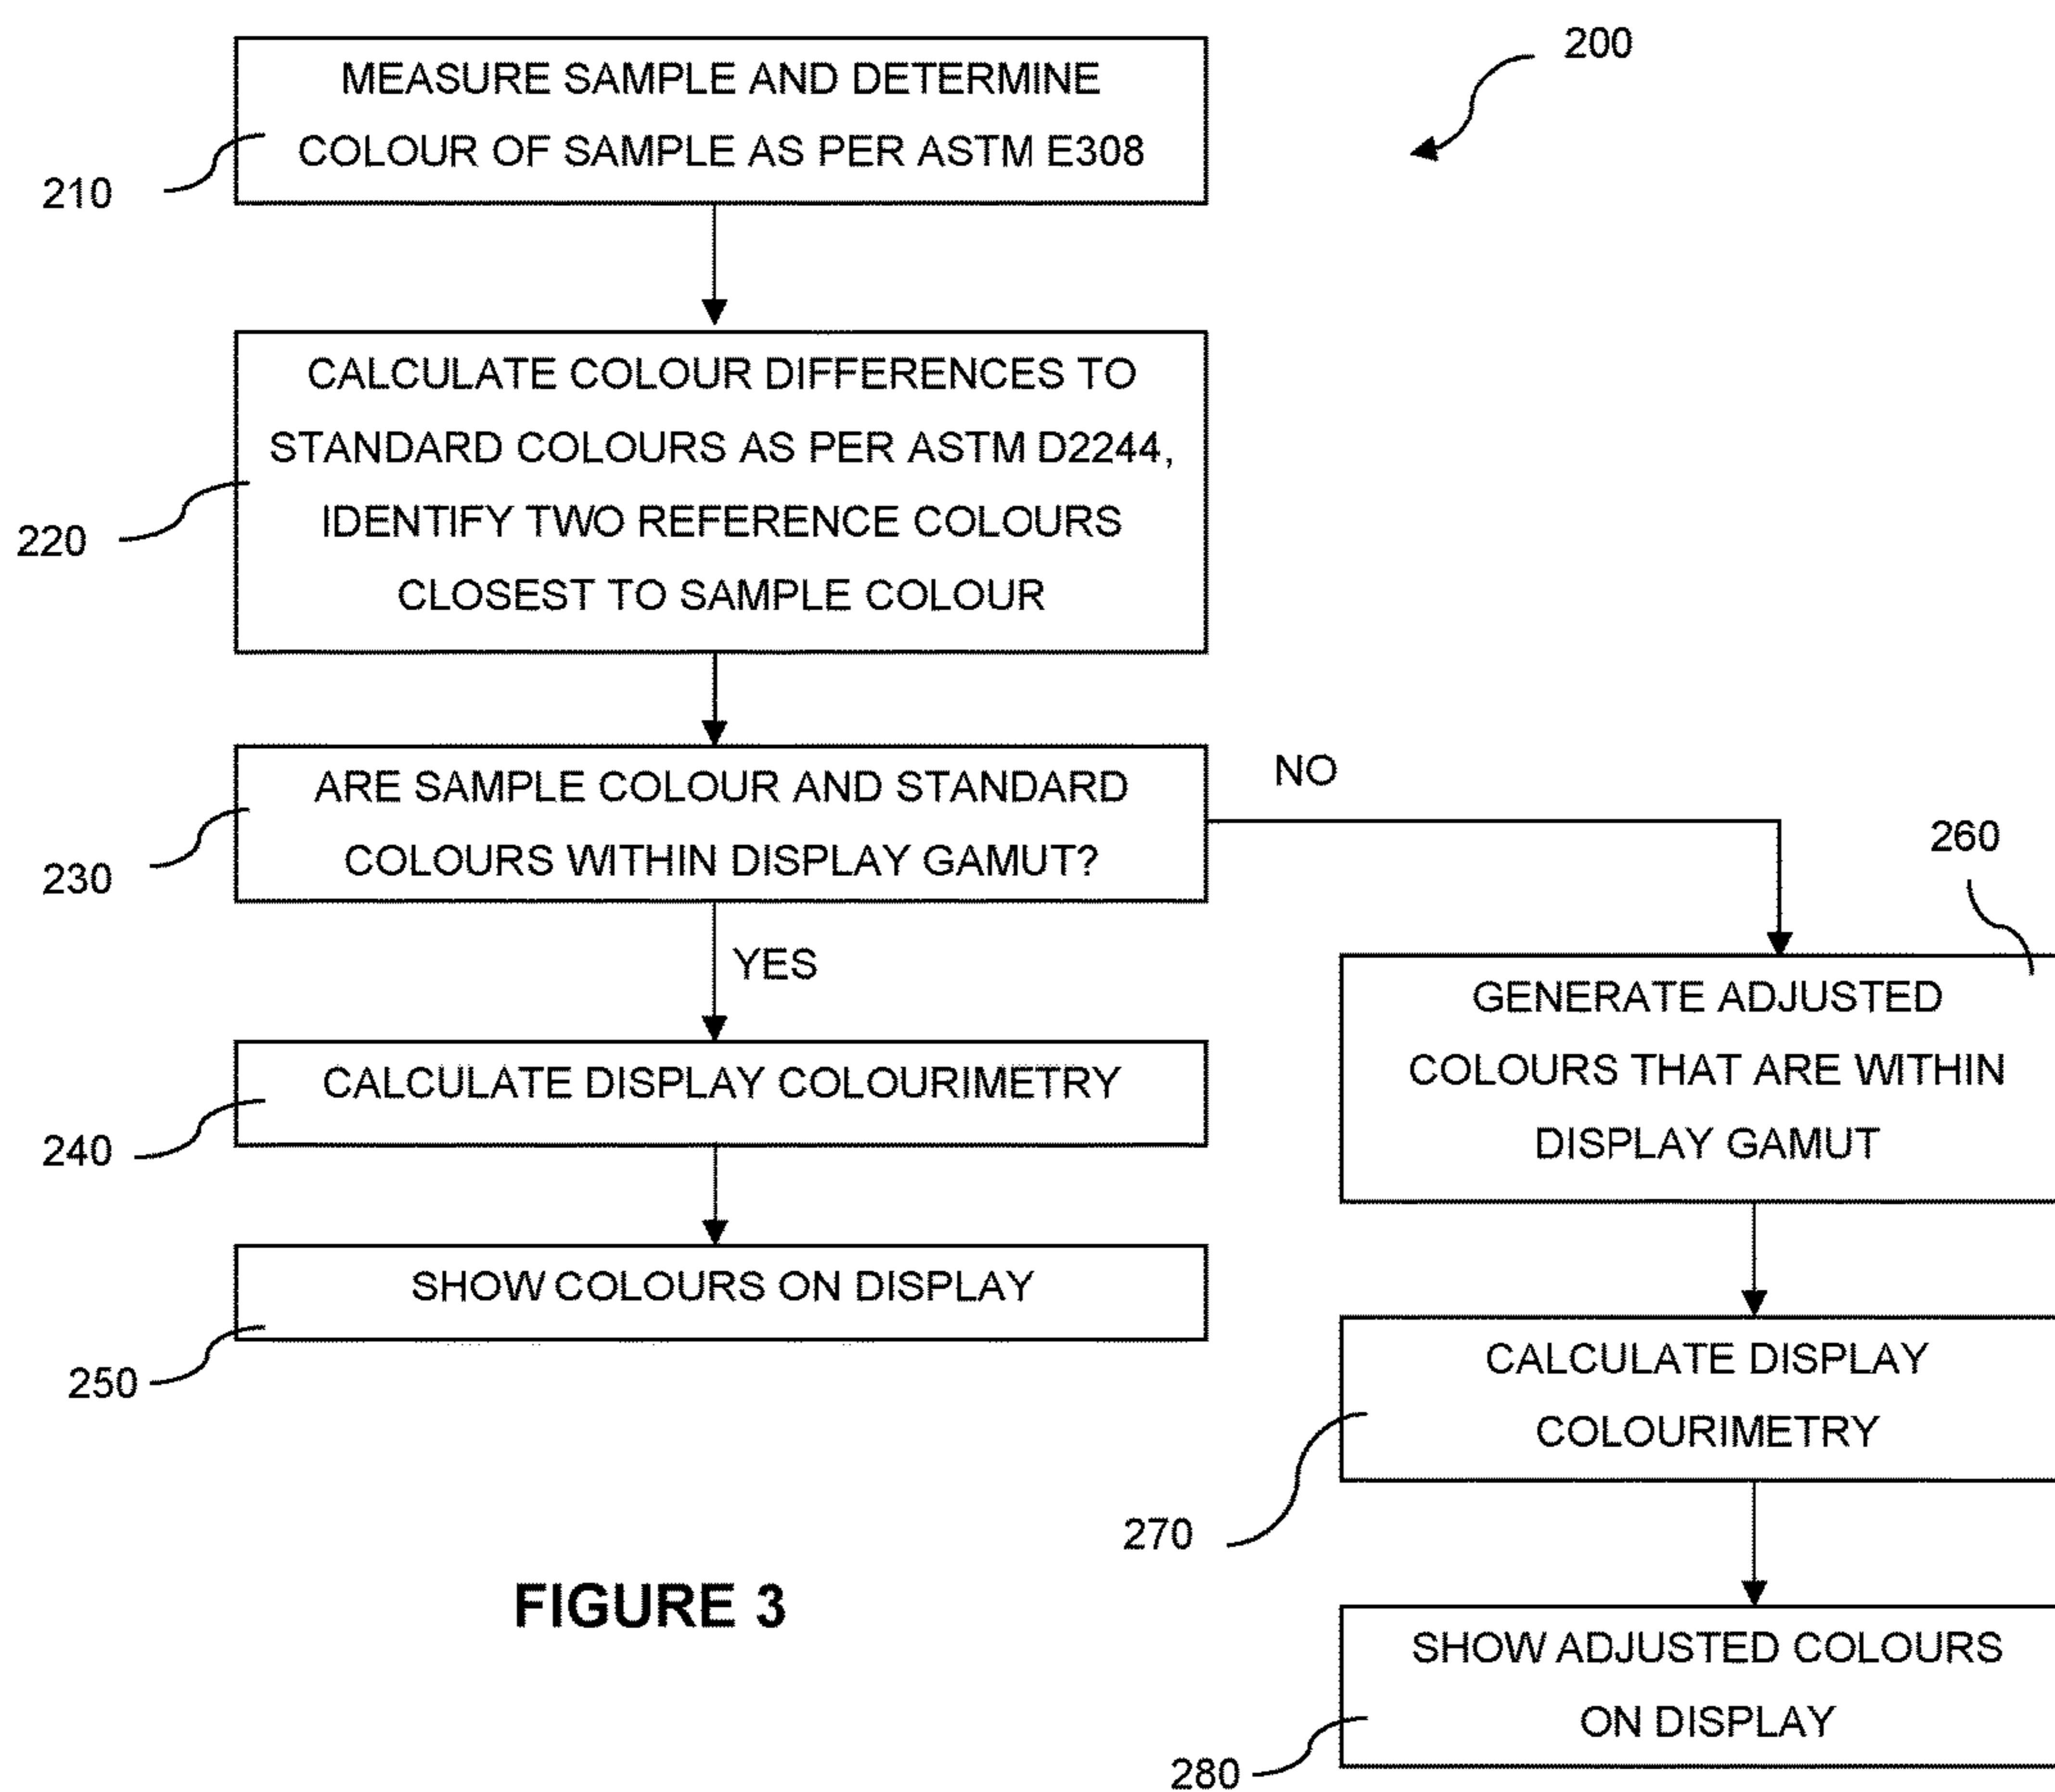 200
MEASURE SAMPLE AND DETERMINE
COLOUR OF SAMPLE AS PER ASTM E308
210
CALCULATE COLOUR DIFFERENCES TO
STANDARD COLOURS AS PER ASTM D2244,
IDENTIFY TWO REFERENCE COLOURS
CLOSEST TO SAMPLE COLOUR
220
ARE SAMPLE COLOUR AND STANDARD
COLOURS WITHIN DISPLAY GAMUT?
230
NO
YES
CALCULATE DISPLAY COLOURIMETRY
240
SHOW COLOURS ON DISPLAY
250
260
GENERATE ADJUSTED
COLOURS THAT ARE WITHIN
DISPLAY GAMUT
CALCULATE DISPLAY
COLOURIMETRY
270
SHOW ADJUSTED COLOURS
ON DISPLAY
280
FIGURE 3